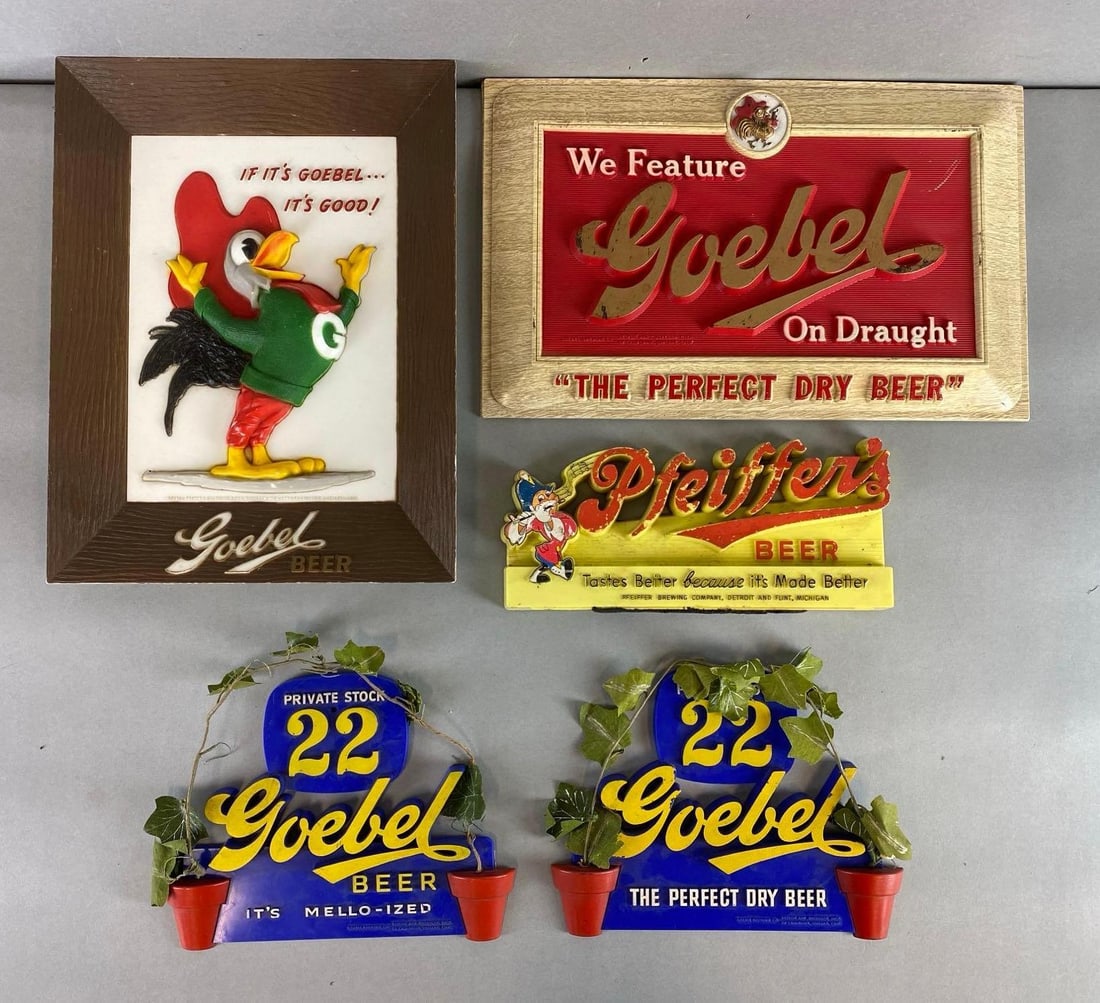 IF IT'S GOEBEL...
IT'S GOOD!
G
Goebel
BEER
We Feature
Goebel
On Draught
"THE PERFECT DRY BEER"
Pfeiffer's
BEER
Tastes Better because it's Made Better
PFEIFFER BREWING COMPANY, DETROIT AND FLINT, MICHIGAN
PRIVATE STOCK
22
Goebel
BEER
IT'S MELLO-IZED
22
Goebel
THE PERFECT DRY BEER